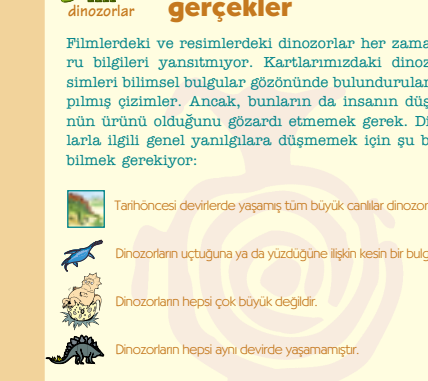 dinozorlar
gerçekler
Filmlerdeki ve resimlerdeki dinozorlar her zama
ru bilgileri yansıtmıyor. Kartlarımızdaki dinoz
simleri bilimsel bulgular gözönünde bulundurular
pılmış çizimler. Ancak, bunların da insanın düş
nün ürünü olduğunu gözardı etmemek gerek. Di
larla ilgili genel yanılgılara düşmemek için şu b
bilmek gerekiyor:
Tarihöncesi devirlerde yaşamış tüm büyük canlılar dinozor
Dinozorların uçtuğuna ya da yüzdüğüne ilişkin kesin bir bulg
Dinozorların hepsi çok büyük değildir.
Dinozorların hepsi aynı devirde yaşamamıştır.